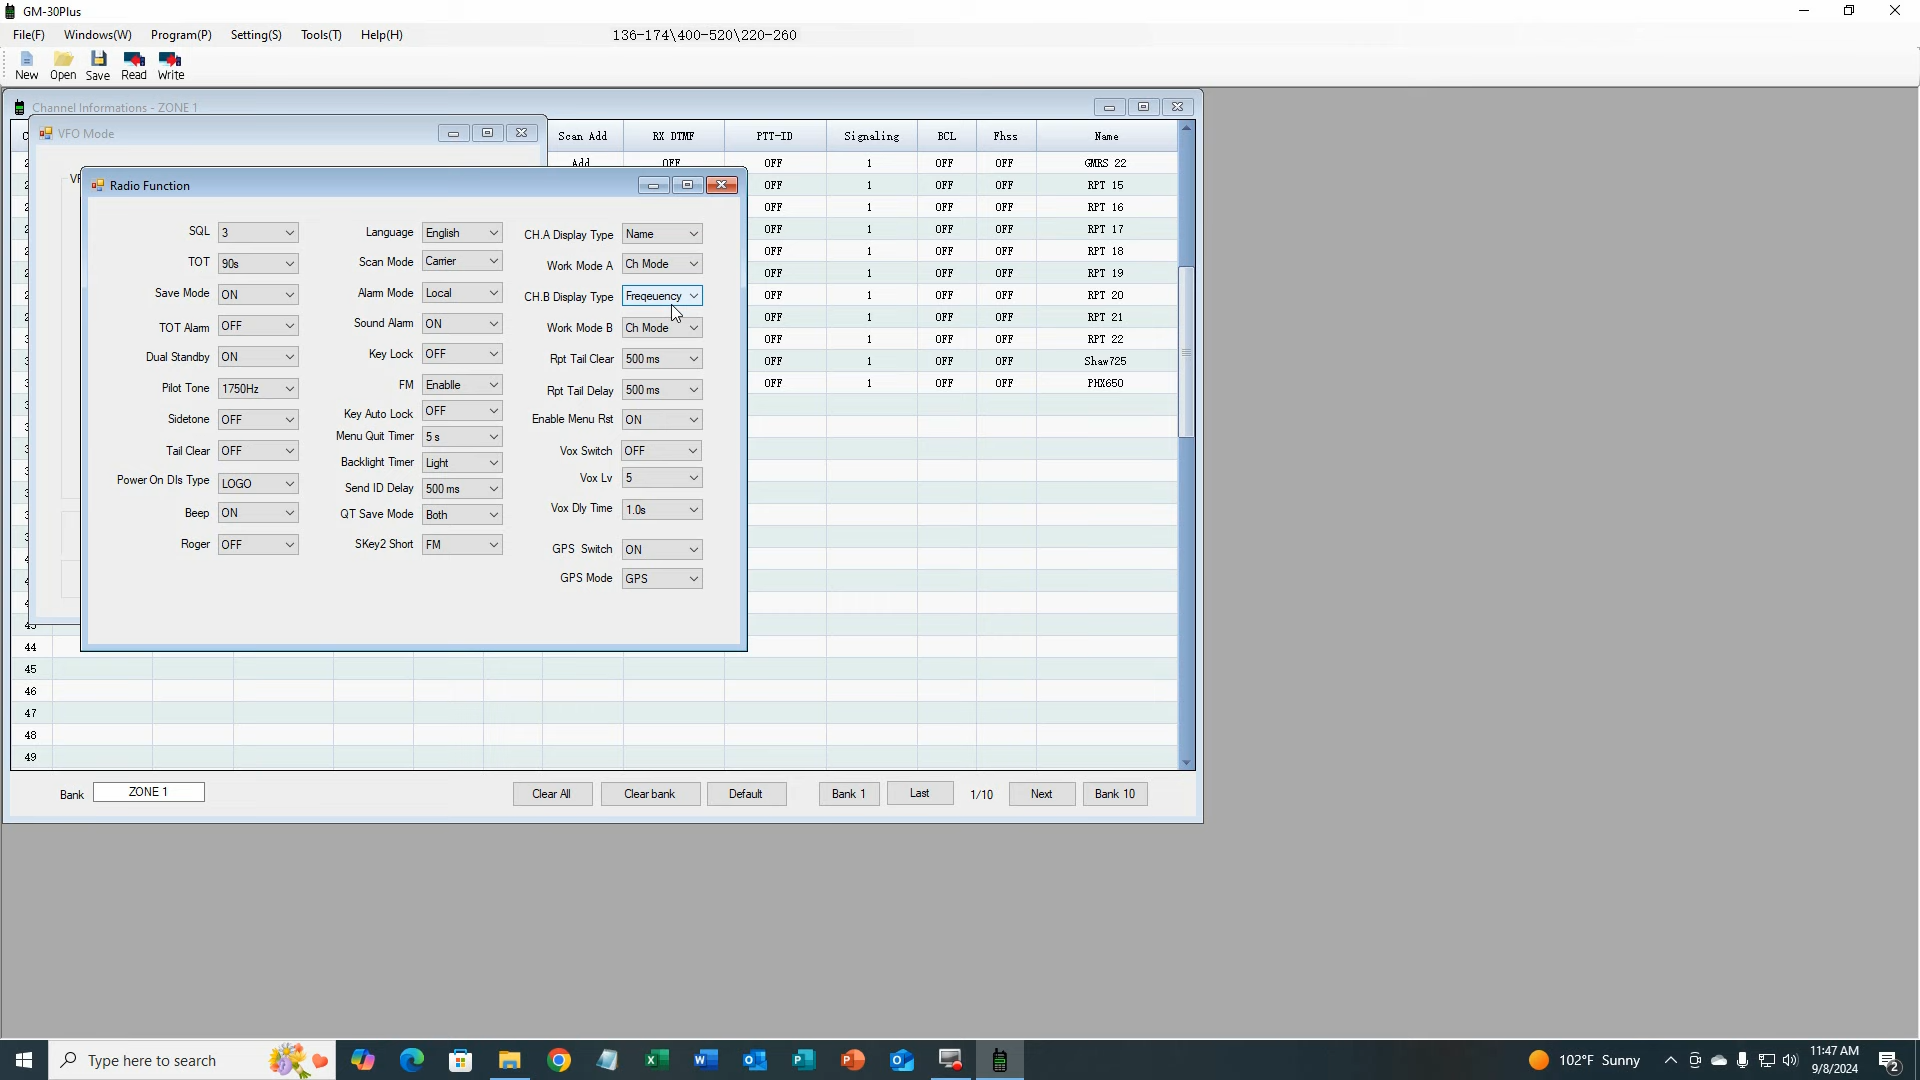 GM-30Plus
File(F) Windows(W) Program(P) Setting(S) Tools(T) Help(H) 136-174\400-520\220-260
New Open Save Read Write
Channel Informations - ZONE 1
VFO Mode
Scan Add RX DTMF PTT-ID Signaling BCL Fhss Name
Add OFF OFF 1 OFF OFF GMRS 22
Radio Function
OFF 1 OFF OFF RPT 15
OFF 1 OFF OFF RPT 16
OFF 1 OFF OFF RPT 17
OFF 1 OFF OFF RPT 18
OFF 1 OFF OFF RPT 19
OFF 1 OFF OFF RPT 20
OFF 1 OFF OFF RPT 21
OFF 1 OFF OFF RPT 22
OFF 1 OFF OFF Shaw725
OFF 1 OFF OFF PHX650
SQL 3
TOT 90s
Save Mode ON
TOT Alarm OFF
Dual Standby ON
Pilot Tone 1750Hz
Sidetone OFF
Tail Clear OFF
Power On DIs Type LOGO
Beep ON
Roger OFF
Language English
Scan Mode Carrier
Alarm Mode Local
Sound Alarm ON
Key Lock OFF
FM Enablle
Key Auto Lock OFF
Menu Quit Timer 5 s
Backlight Timer Light
Send ID Delay 500 ms
QT Save Mode Both
SKey2 Short FM
CH.A Display Type Name
Work Mode A Ch Mode
CH.B Display Type Freqeuency
Work Mode B Ch Mode
Rpt Tail Clear 500 ms
Rpt Tail Delay 500 ms
Enable Menu Rst ON
Vox Switch OFF
Vox Lv 5
Vox Dly Time 1.0s
GPS Switch ON
GPS Mode GPS
44
45
46
47
48
49
Bank ZONE 1 Clear All Clear bank Default Bank 1 Last 1/10 Next Bank 10
Type here to search
102°F Sunny
11:47 AM
9/8/2024
2